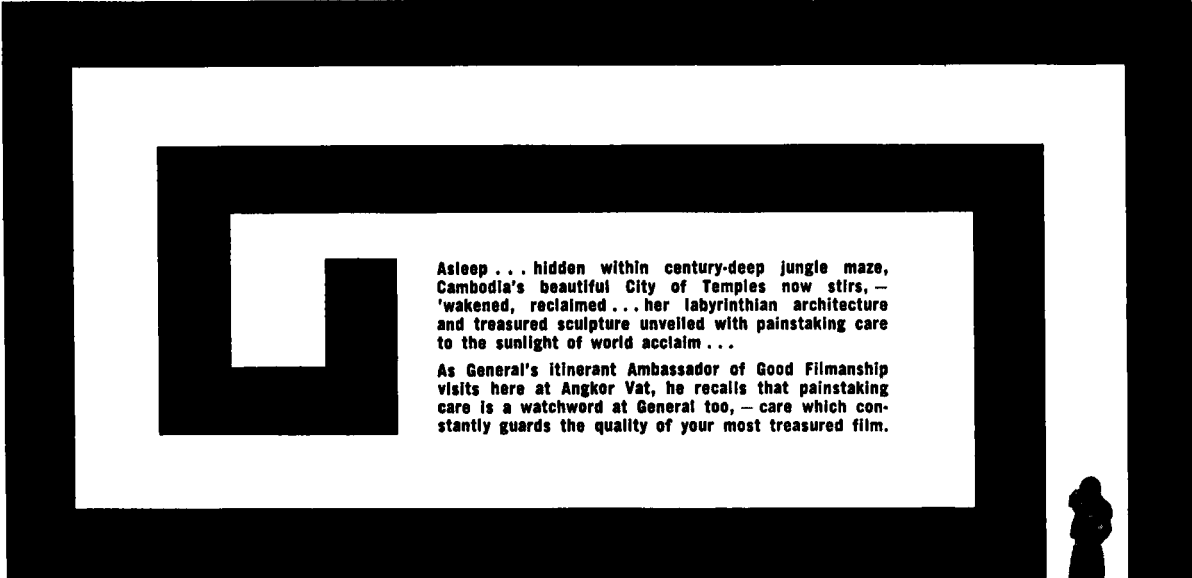 Asleep . . . hidden within century-deep jungle maze,
Cambodia's beautiful City of Temples now stirs, —
'wakened, reclaimed . . . her labyrinthian architecture
and treasured sculpture unveiled with painstaking care
to the sunlight of world acclaim . . .
As General's itinerant Ambassador of Good Filmanship
visits here at Angkor Vat, he recalls that painstaking
care is a watchword at General too, — care which con-
stantly guards the quality of your most treasured film.